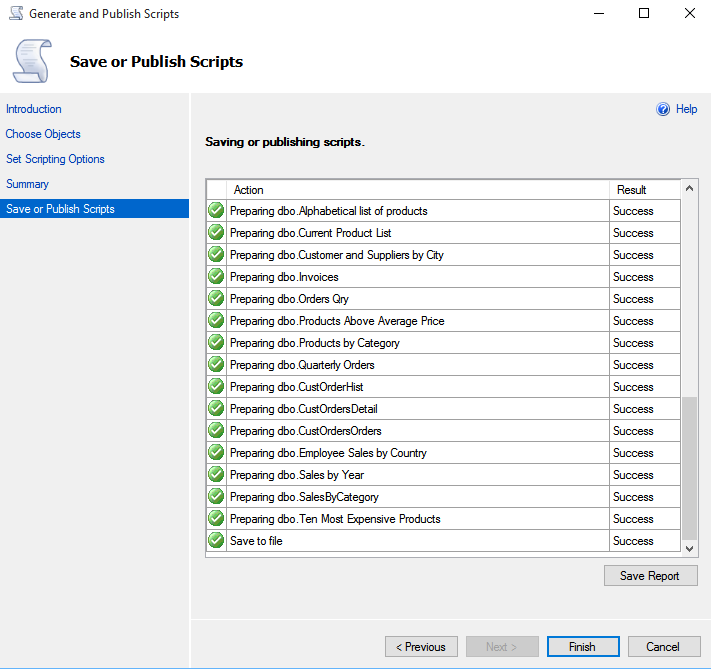 Generate and Publish Scripts
Save or Publish Scripts
Introduction
Choose Objects
Set Scripting Options
Summary
Save or Publish Scripts
Help
Saving or publishing scripts.
Action Result
Preparing dbo.Alphabetical list of products Success
Preparing dbo.Current Product List Success
Preparing dbo.Customer and Suppliers by City Success
Preparing dbo.Invoices Success
Preparing dbo.Orders Qry Success
Preparing dbo.Products Above Average Price Success
Preparing dbo.Products by Category Success
Preparing dbo.Quarterly Orders Success
Preparing dbo.CustOrderHist Success
Preparing dbo.CustOrdersDetail Success
Preparing dbo.CustOrdersOrders Success
Preparing dbo.Employee Sales by Country Success
Preparing dbo.Sales by Year Success
Preparing dbo.SalesByCategory Success
Preparing dbo.Ten Most Expensive Products Success
Save to file Success
Save Report
< Previous Next > Finish Cancel